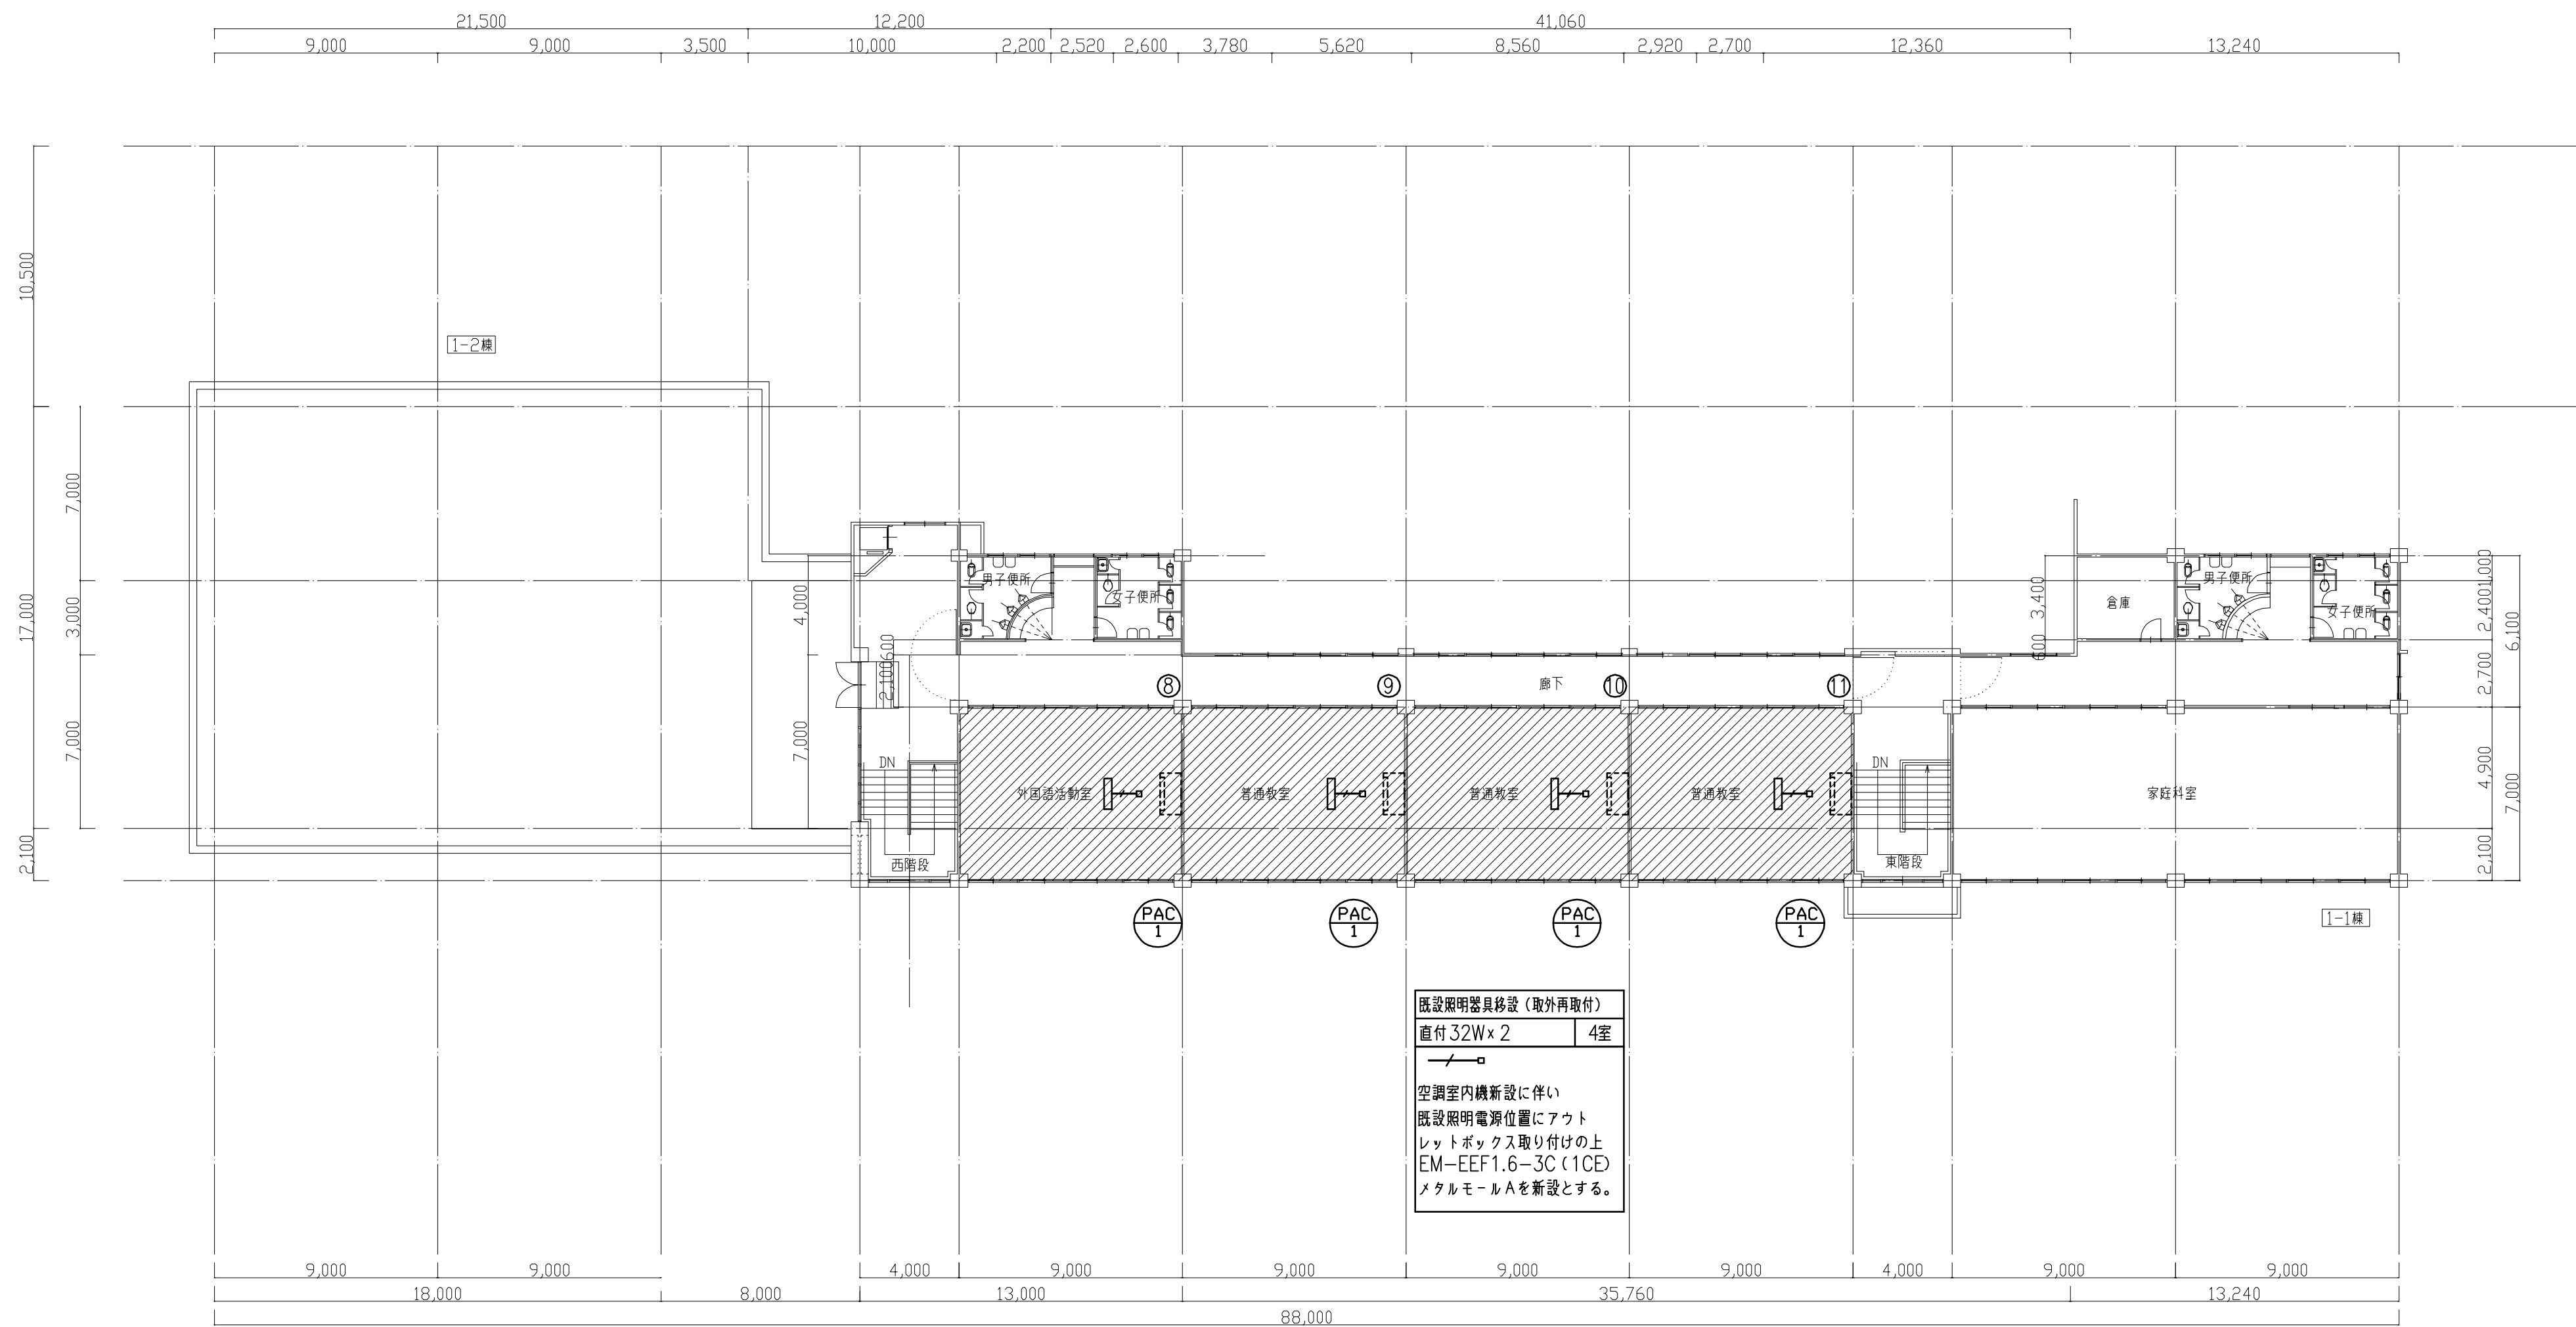 21,500 12,200 41,060
9,000 9,000 3,500 10,000 2,200 2,520 2,600 3,780 5,620 8,560 2,920 2,700 12,360 13,240
10,500
17,000
2,100
7,000
3,000
7,000
1-2棟
4,000
7,000
600
2,100
男子便所
女子便所
倉庫
男子便所
女子便所
3,400
600
1,000
2,400
2,700
4,900
2,100
6,100
7,000
⑧ ⑨ 廊下 ⑩ ⑪
DN
DN
外国語活動室 普通教室 普通教室 普通教室 家庭科室
西階段
東階段
PAC
1
PAC
1
PAC
1
PAC
1
1-1棟
既設照明器具移設（取外再取付）
直付32W×2 4室
空調室内機新設に伴い
既設照明電源位置にアウト
レットボックス取り付けの上
EM-EEF1.6-3C（1CE）
メタルモールAを新設とする。
9,000 9,000 4,000 9,000 9,000 9,000 9,000 4,000 9,000 9,000
18,000 8,000 13,000 35,760 13,240
88,000